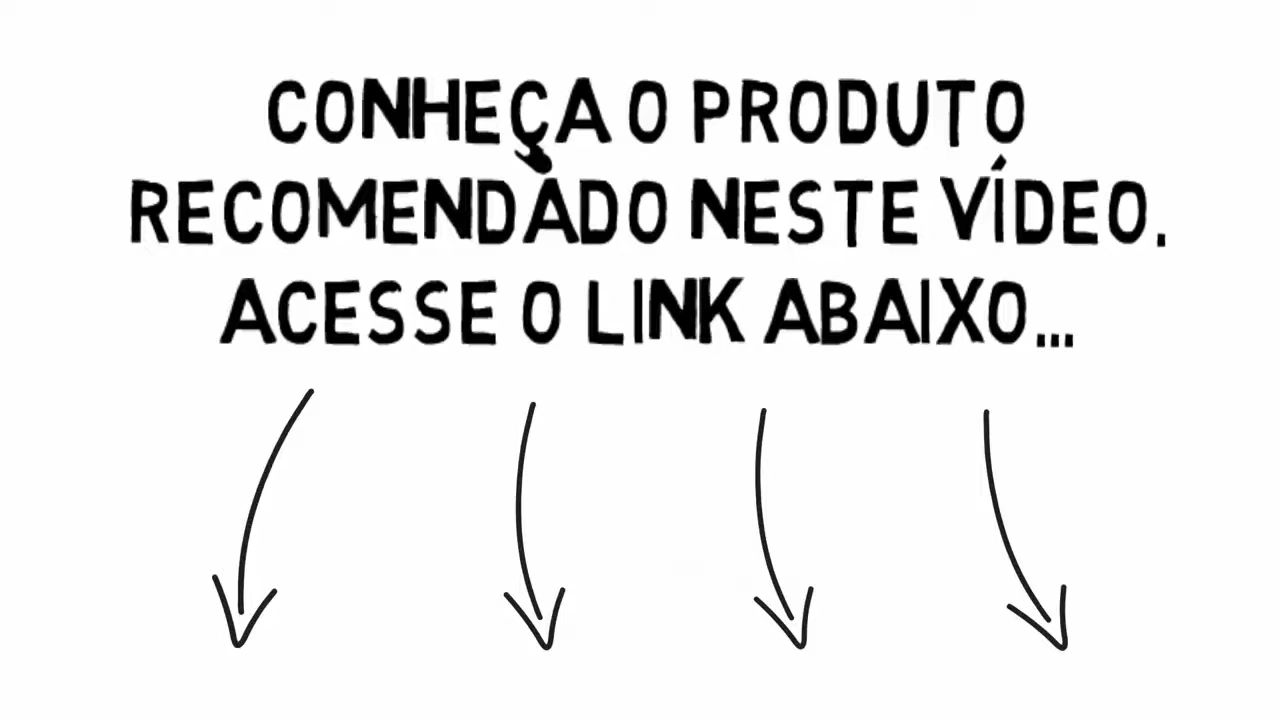 CONHEÇA O PRODUTO
RECOMENDADO NESTE VÍDEO.
ACESSE O LINK ABAIXO...